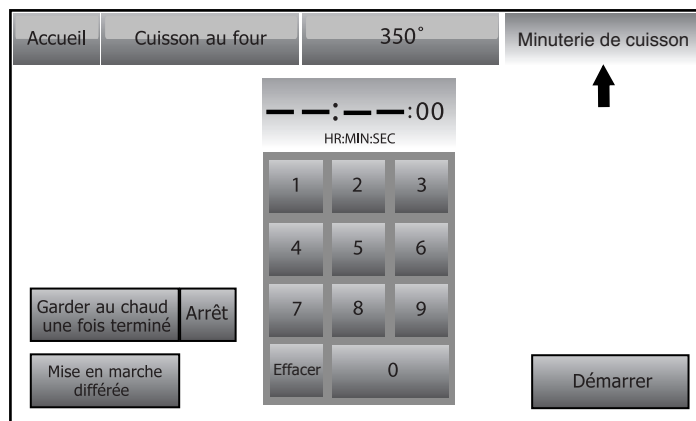 Accueil
Cuisson au four
350°
Minuterie de cuisson
– –:– –:00
HR:MIN:SEC
1 2 3
4 5 6
7 8 9
Effacer 0
Garder au chaud
une fois terminé
Arrêt
Mise en marche
différée
Démarrer